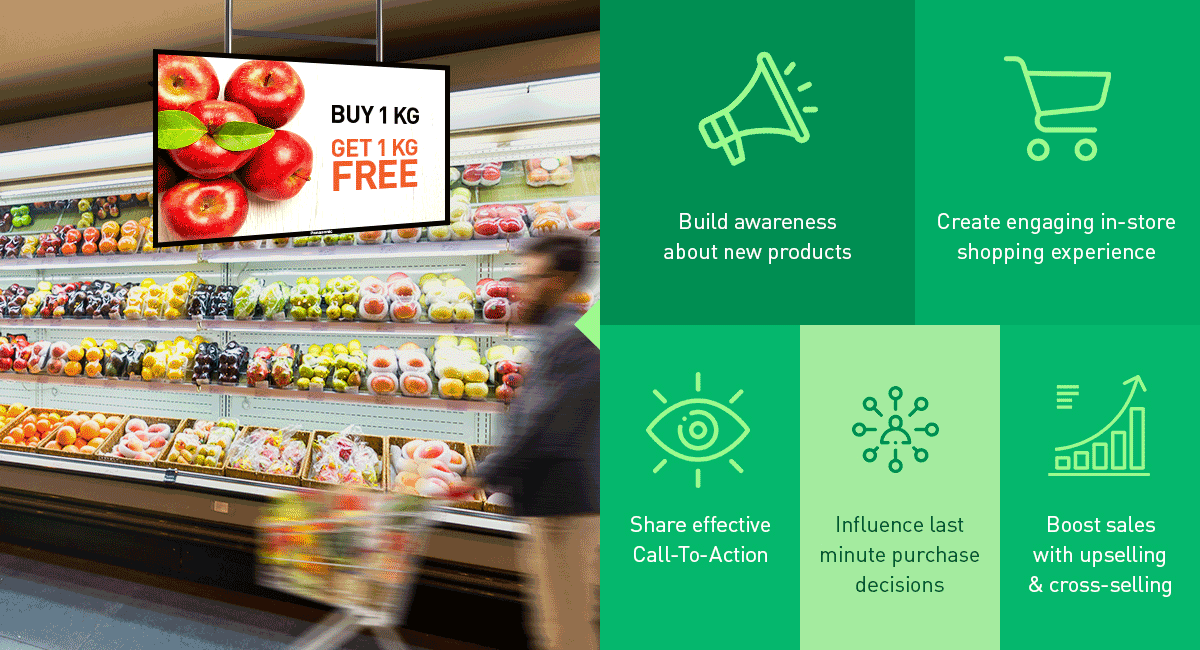 BUY 1 KG
GET 1 KG
FREE
Panasonic
Build awareness
about new products
Create engaging in-store
shopping experience
Share effective
Call-To-Action
Influence last
minute purchase
decisions
Boost sales
with upselling
& cross-selling